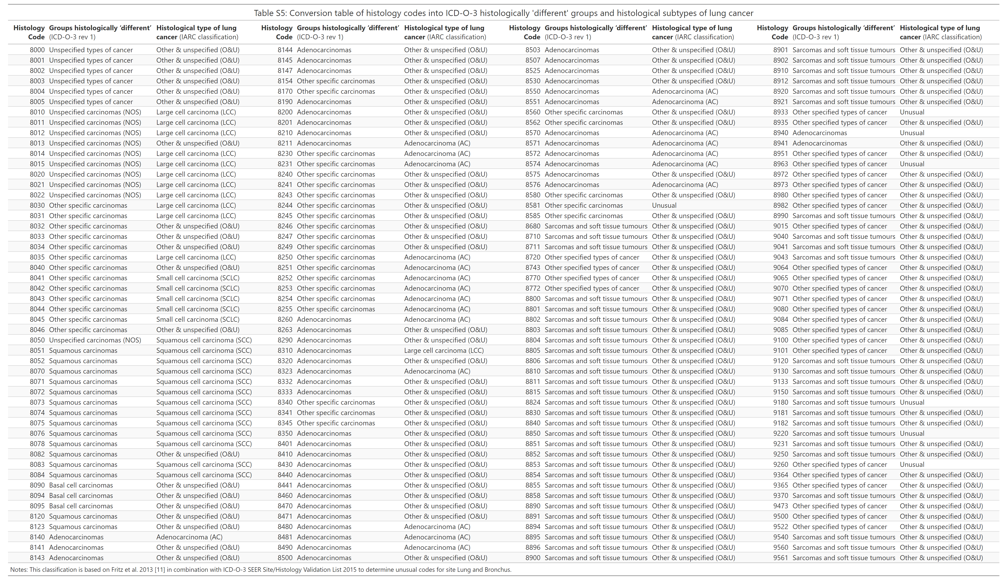 Table S5: Conversion table of histology codes into ICD-O-3 histologically 'different' groups and histological subtypes of lung cancer
Histology Groups histologically ‘different’ Histological type of lung Histology Groups histologically ‘different’ Histological type of lung Histology Groups histologically ‘different’ Histological type of lung Histology Groups histologically ‘different’ Histological type of lung
Code (ICD-O-3 rev 1) cancer (IARC classification) Code (ICD-O-3 rev 1) cancer (IARC classification) Code (ICD-O-3 rev 1) cancer (IARC classification) Code (ICD-O-3 rev 1) cancer (IARC classification)
8000 Unspecified types of cancer Other & unspecified (O&U) 8144 Adenocarcinomas Other & unspecified (O&U) 8503 Adenocarcinomas Other & unspecified (O&U) 8901 Sarcomas and soft tissue tumours Other & unspecified (O&U)
8001 Unspecified types of cancer Other & unspecified (O&U) 8145 Adenocarcinomas Other & unspecified (O&U) 8507 Adenocarcinomas Other & unspecified (O&U) 8902 Sarcomas and soft tissue tumours Other & unspecified (O&U)
8002 Unspecified types of cancer Other & unspecified (O&U) 8147 Adenocarcinomas Other & unspecified (O&U) 8525 Adenocarcinomas Other & unspecified (O&U) 8910 Sarcomas and soft tissue tumours Other & unspecified (O&U)
8003 Unspecified types of cancer Other & unspecified (O&U) 8154 Other specific carcinomas Other & unspecified (O&U) 8530 Adenocarcinomas Other & unspecified (O&U) 8912 Sarcomas and soft tissue tumours Other & unspecified (O&U)
8004 Unspecified types of cancer Other & unspecified (O&U) 8170 Other specific carcinomas Other & unspecified (O&U) 8550 Adenocarcinomas Adenocarcinoma (AC) 8920 Sarcomas and soft tissue tumours Other & unspecified (O&U)
8005 Unspecified types of cancer Other & unspecified (O&U) 8190 Adenocarcinomas Other & unspecified (O&U) 8551 Adenocarcinomas Adenocarcinoma (AC) 8921 Sarcomas and soft tissue tumours Other & unspecified (O&U)
8010 Unspecified carcinomas (NOS) Large cell carcinoma (LCC) 8200 Adenocarcinomas Other & unspecified (O&U) 8560 Other specific carcinomas Other & unspecified (O&U) 8933 Other specified types of cancer Unusual
8011 Unspecified carcinomas (NOS) Large cell carcinoma (LCC) 8201 Adenocarcinomas Other & unspecified (O&U) 8562 Other specific carcinomas Other & unspecified (O&U) 8935 Other specified types of cancer Other & unspecified (O&U)
8012 Unspecified carcinomas (NOS) Large cell carcinoma (LCC) 8210 Adenocarcinomas Other & unspecified (O&U) 8570 Adenocarcinomas Adenocarcinoma (AC) 8940 Adenocarcinomas Unusual
8013 Unspecified carcinomas (NOS) Other & unspecified (O&U) 8211 Adenocarcinomas Adenocarcinoma (AC) 8571 Adenocarcinomas Adenocarcinoma (AC) 8941 Adenocarcinomas Other & unspecified (O&U)
8014 Unspecified carcinomas (NOS) Large cell carcinoma (LCC) 8230 Other specific carcinomas Adenocarcinoma (AC) 8572 Adenocarcinomas Adenocarcinoma (AC) 8951 Other specified types of cancer Other & unspecified (O&U)
8015 Unspecified carcinomas (NOS) Large cell carcinoma (LCC) 8231 Other specific carcinomas Adenocarcinoma (AC) 8574 Adenocarcinomas Adenocarcinoma (AC) 8963 Other specified types of cancer Unusual
8020 Unspecified carcinomas (NOS) Large cell carcinoma (LCC) 8240 Other specific carcinomas Other & unspecified (O&U) 8575 Adenocarcinomas Other & unspecified (O&U) 8972 Other specified types of cancer Other & unspecified (O&U)
8021 Unspecified carcinomas (NOS) Large cell carcinoma (LCC) 8241 Other specific carcinomas Other & unspecified (O&U) 8576 Adenocarcinomas Adenocarcinoma (AC) 8973 Other specified types of cancer Other & unspecified (O&U)
8022 Unspecified carcinomas (NOS) Large cell carcinoma (LCC) 8243 Other specific carcinomas Other & unspecified (O&U) 8580 Other specific carcinomas Other & unspecified (O&U) 8980 Other specified types of cancer Other & unspecified (O&U)
8030 Other specific carcinomas Large cell carcinoma (LCC) 8244 Other specific carcinomas Other & unspecified (O&U) 8581 Other specific carcinomas Unusual 8982 Other specified types of cancer Other & unspecified (O&U)
8031 Other specific carcinomas Large cell carcinoma (LCC) 8245 Other specific carcinomas Other & unspecified (O&U) 8585 Other specific carcinomas Other & unspecified (O&U) 8990 Sarcomas and soft tissue tumours Other & unspecified (O&U)
8032 Other specific carcinomas Other & unspecified (O&U) 8246 Other specific carcinomas Other & unspecified (O&U) 8680 Sarcomas and soft tissue tumours Other & unspecified (O&U) 9015 Other specified types of cancer Other & unspecified (O&U)
8033 Other specific carcinomas Other & unspecified (O&U) 8247 Other specific carcinomas Other & unspecified (O&U) 8710 Sarcomas and soft tissue tumours Other & unspecified (O&U) 9040 Sarcomas and soft tissue tumours Other & unspecified (O&U)
8034 Other specific carcinomas Other & unspecified (O&U) 8249 Other specific carcinomas Other & unspecified (O&U) 8711 Sarcomas and soft tissue tumours Other & unspecified (O&U) 9041 Sarcomas and soft tissue tumours Other & unspecified (O&U)
8035 Other specific carcinomas Large cell carcinoma (LCC) 8250 Other specific carcinomas Adenocarcinoma (AC) 8720 Other specified types of cancer Other & unspecified (O&U) 9043 Sarcomas and soft tissue tumours Other & unspecified (O&U)
8040 Other specific carcinomas Other & unspecified (O&U) 8251 Other specific carcinomas Adenocarcinoma (AC) 8743 Other specified types of cancer Other & unspecified (O&U) 9064 Other specified types of cancer Other & unspecified (O&U)
8041 Other specific carcinomas Small cell carcinoma (SCLC) 8252 Other specific carcinomas Adenocarcinoma (AC) 8770 Other specified types of cancer Other & unspecified (O&U) 9065 Other specified types of cancer Other & unspecified (O&U)
8042 Other specific carcinomas Small cell carcinoma (SCLC) 8253 Other specific carcinomas Adenocarcinoma (AC) 8772 Other specified types of cancer Other & unspecified (O&U) 9070 Other specified types of cancer Other & unspecified (O&U)
8043 Other specific carcinomas Small cell carcinoma (SCLC) 8254 Other specific carcinomas Adenocarcinoma (AC) 8800 Sarcomas and soft tissue tumours Other & unspecified (O&U) 9071 Other specified types of cancer Other & unspecified (O&U)
8044 Other specific carcinomas Small cell carcinoma (SCLC) 8255 Other specific carcinomas Adenocarcinoma (AC) 8801 Sarcomas and soft tissue tumours Other & unspecified (O&U) 9080 Other specified types of cancer Other & unspecified (O&U)
8045 Other specific carcinomas Small cell carcinoma (SCLC) 8260 Adenocarcinomas Adenocarcinoma (AC) 8802 Sarcomas and soft tissue tumours Other & unspecified (O&U) 9084 Other specified types of cancer Other & unspecified (O&U)
8046 Other specific carcinomas Other & unspecified (O&U) 8263 Adenocarcinomas Other & unspecified (O&U) 8803 Sarcomas and soft tissue tumours Other & unspecified (O&U) 9085 Other specified types of cancer Other & unspecified (O&U)
8050 Unspecified carcinomas (NOS) Squamous cell carcinoma (SCC) 8290 Adenocarcinomas Other & unspecified (O&U) 8804 Sarcomas and soft tissue tumours Other & unspecified (O&U) 9100 Other specified types of cancer Other & unspecified (O&U)
8051 Squamous carcinomas Squamous cell carcinoma (SCC) 8310 Adenocarcinomas Large cell carcinoma (LCC) 8805 Sarcomas and soft tissue tumours Other & unspecified (O&U) 9101 Other specified types of cancer Other & unspecified (O&U)
8052 Squamous carcinomas Squamous cell carcinoma (SCC) 8320 Adenocarcinomas Other & unspecified (O&U) 8806 Sarcomas and soft tissue tumours Other & unspecified (O&U) 9120 Sarcomas and soft tissue tumours Other & unspecified (O&U)
8070 Squamous carcinomas Squamous cell carcinoma (SCC) 8323 Adenocarcinomas Adenocarcinoma (AC) 8810 Sarcomas and soft tissue tumours Other & unspecified (O&U) 9130 Sarcomas and soft tissue tumours Other & unspecified (O&U)
8071 Squamous carcinomas Squamous cell carcinoma (SCC) 8332 Adenocarcinomas Other & unspecified (O&U) 8811 Sarcomas and soft tissue tumours Other & unspecified (O&U) 9133 Sarcomas and soft tissue tumours Other & unspecified (O&U)
8072 Squamous carcinomas Squamous cell carcinoma (SCC) 8333 Adenocarcinomas Other & unspecified (O&U) 8815 Sarcomas and soft tissue tumours Other & unspecified (O&U) 9150 Sarcomas and soft tissue tumours Other & unspecified (O&U)
8073 Squamous carcinomas Squamous cell carcinoma (SCC) 8340 Other specific carcinomas Other & unspecified (O&U) 8824 Sarcomas and soft tissue tumours Other & unspecified (O&U) 9180 Sarcomas and soft tissue tumours Unusual
8074 Squamous carcinomas Squamous cell carcinoma (SCC) 8341 Other specific carcinomas Other & unspecified (O&U) 8830 Sarcomas and soft tissue tumours Other & unspecified (O&U) 9181 Sarcomas and soft tissue tumours Other & unspecified (O&U)
8075 Squamous carcinomas Squamous cell carcinoma (SCC) 8345 Other specific carcinomas Other & unspecified (O&U) 8840 Sarcomas and soft tissue tumours Other & unspecified (O&U) 9182 Sarcomas and soft tissue tumours Other & unspecified (O&U)
8076 Squamous carcinomas Squamous cell carcinoma (SCC) 8350 Adenocarcinomas Other & unspecified (O&U) 8850 Sarcomas and soft tissue tumours Other & unspecified (O&U) 9220 Sarcomas and soft tissue tumours Unusual
8078 Squamous carcinomas Squamous cell carcinoma (SCC) 8401 Adenocarcinomas Other & unspecified (O&U) 8851 Sarcomas and soft tissue tumours Other & unspecified (O&U) 9231 Sarcomas and soft tissue tumours Other & unspecified (O&U)
8082 Squamous carcinomas Other & unspecified (O&U) 8410 Adenocarcinomas Other & unspecified (O&U) 8852 Sarcomas and soft tissue tumours Other & unspecified (O&U) 9250 Sarcomas and soft tissue tumours Other & unspecified (O&U)
8083 Squamous carcinomas Squamous cell carcinoma (SCC) 8430 Adenocarcinomas Other & unspecified (O&U) 8853 Sarcomas and soft tissue tumours Other & unspecified (O&U) 9260 Other specified types of cancer Unusual
8084 Squamous carcinomas Squamous cell carcinoma (SCC) 8440 Adenocarcinomas Other & unspecified (O&U) 8854 Sarcomas and soft tissue tumours Other & unspecified (O&U) 9364 Other specified types of cancer Other & unspecified (O&U)
8090 Basal cell carcinomas Other & unspecified (O&U) 8441 Adenocarcinomas Other & unspecified (O&U) 8855 Sarcomas and soft tissue tumours Other & unspecified (O&U) 9365 Other specified types of cancer Other & unspecified (O&U)
8094 Basal cell carcinomas Other & unspecified (O&U) 8460 Adenocarcinomas Other & unspecified (O&U) 8858 Sarcomas and soft tissue tumours Other & unspecified (O&U) 9370 Sarcomas and soft tissue tumours Other & unspecified (O&U)
8095 Basal cell carcinomas Other & unspecified (O&U) 8470 Adenocarcinomas Other & unspecified (O&U) 8890 Sarcomas and soft tissue tumours Other & unspecified (O&U) 9473 Other specified types of cancer Other & unspecified (O&U)
8120 Squamous carcinomas Other & unspecified (O&U) 8471 Adenocarcinomas Other & unspecified (O&U) 8891 Sarcomas and soft tissue tumours Other & unspecified (O&U) 9500 Other specified types of cancer Other & unspecified (O&U)
8123 Squamous carcinomas Other & unspecified (O&U) 8480 Adenocarcinomas Adenocarcinoma (AC) 8894 Sarcomas and soft tissue tumours Other & unspecified (O&U) 9522 Other specified types of cancer Other & unspecified (O&U)
8140 Adenocarcinomas Adenocarcinoma (AC) 8481 Adenocarcinomas Adenocarcinoma (AC) 8895 Sarcomas and soft tissue tumours Other & unspecified (O&U) 9540 Sarcomas and soft tissue tumours Other & unspecified (O&U)
8141 Adenocarcinomas Other & unspecified (O&U) 8490 Adenocarcinomas Adenocarcinoma (AC) 8896 Sarcomas and soft tissue tumours Other & unspecified (O&U) 9560 Sarcomas and soft tissue tumours Other & unspecified (O&U)
8143 Adenocarcinomas Other & unspecified (O&U) 8500 Adenocarcinomas Other & unspecified (O&U) 8900 Sarcomas and soft tissue tumours Other & unspecified (O&U) 9561 Sarcomas and soft tissue tumours Other & unspecified (O&U)
Notes: This classification is based on Fritz et al. 2013 [11] in combination with ICD-O-3 SEER Site/Histology Validation List 2015 to determine unusual codes for site Lung and Bronchus.